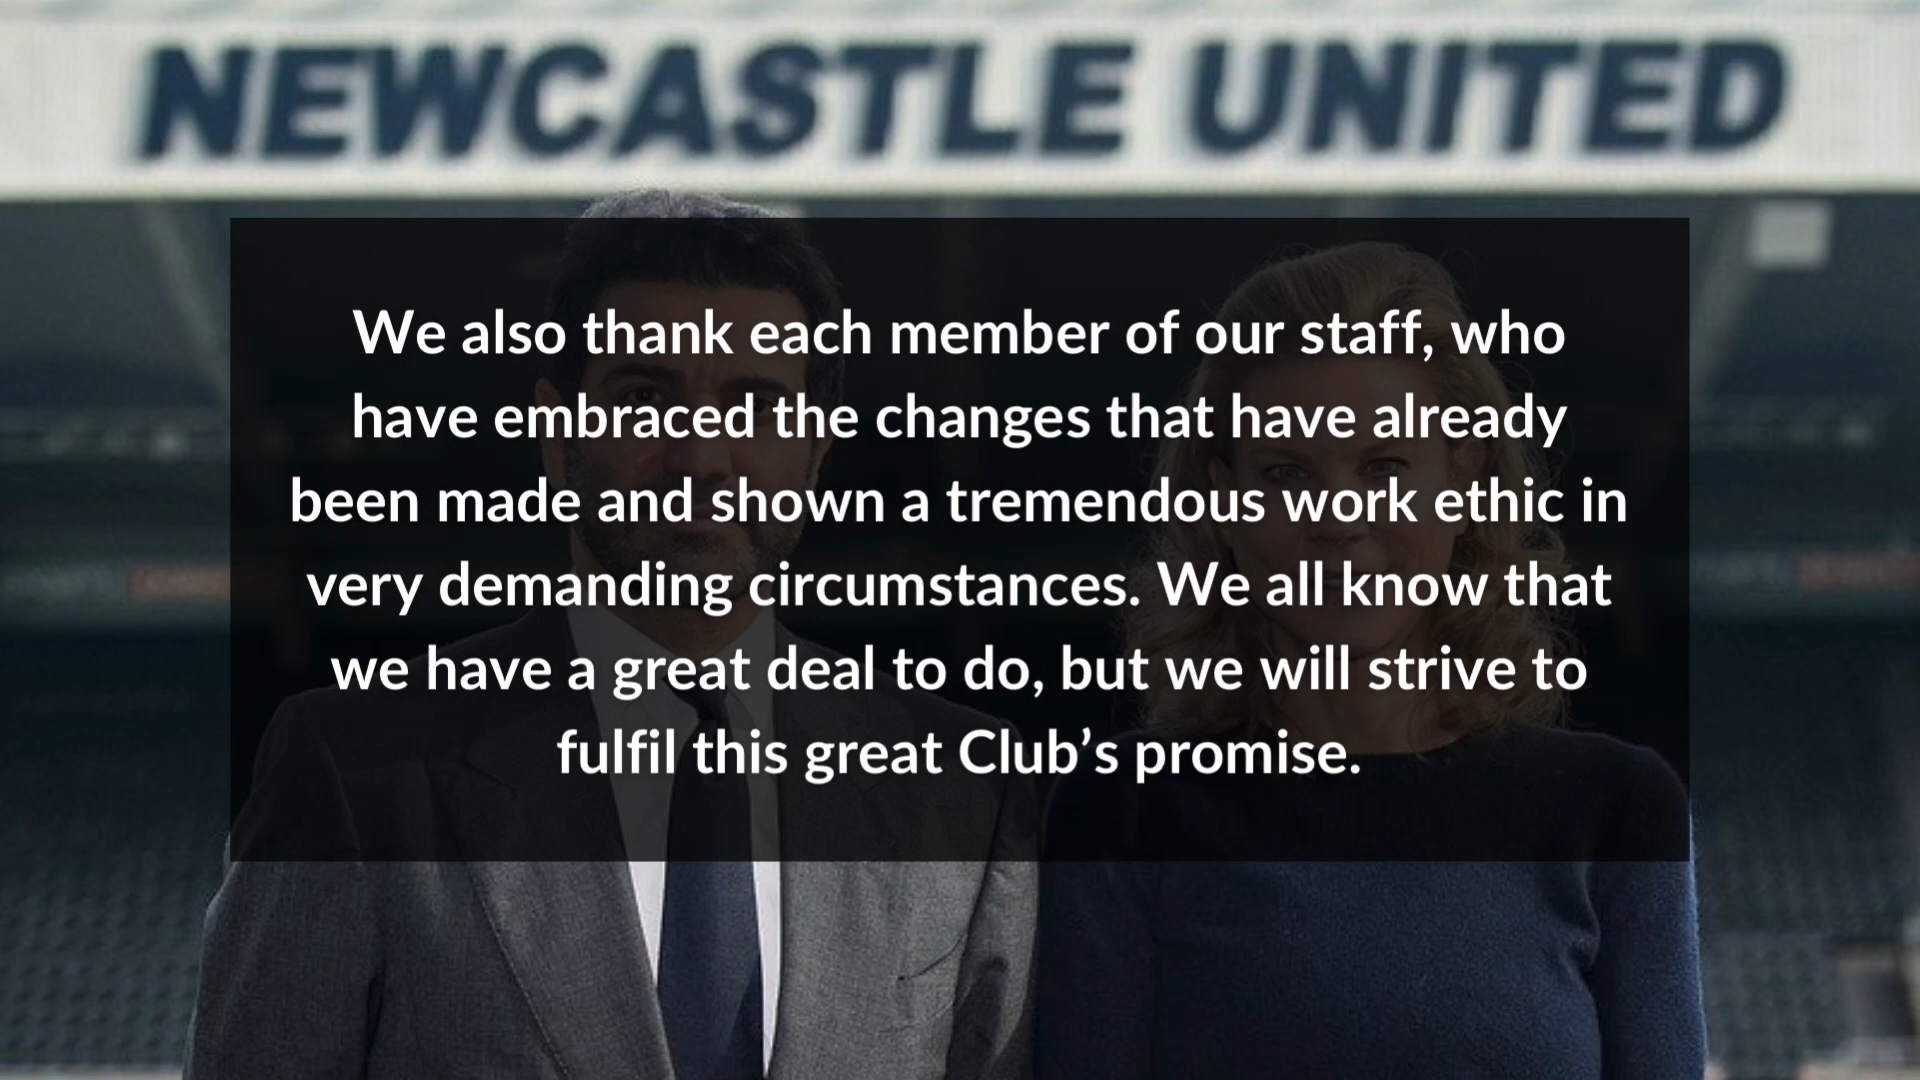 NEWCASTLE UNITED
We also thank each member of our staff, who
have embraced the changes that have already
been made and shown a tremendous work ethic in
very demanding circumstances. We all know that
we have a great deal to do, but we will strive to
fulfil this great Club’s promise.